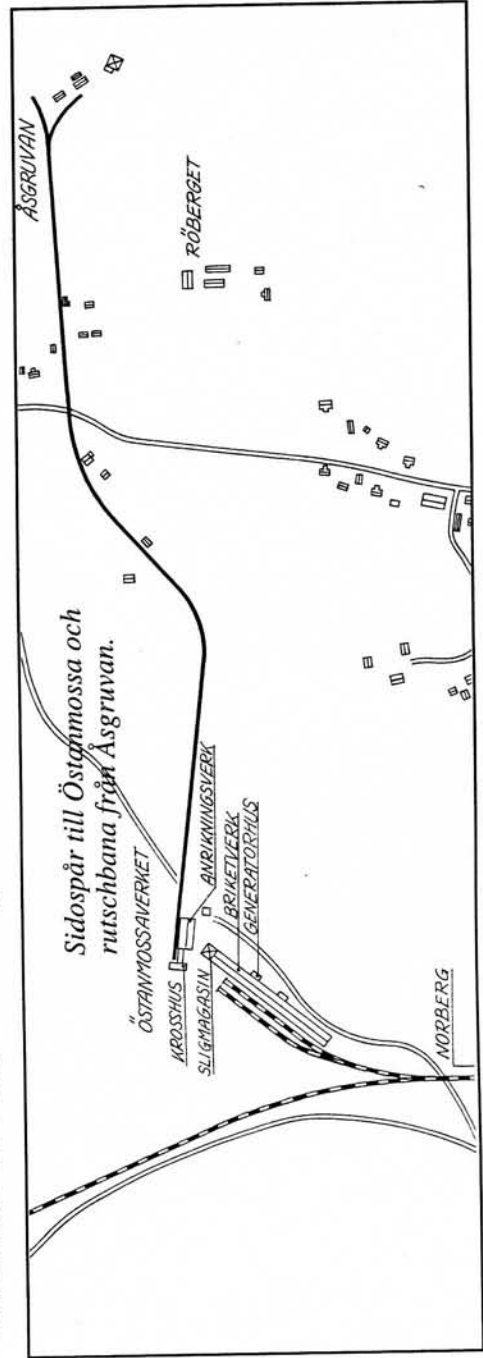 Sidospår till Östanmossa och
rutschbana från Åsgruvan.
ÖSTANMOSSAVERKET
KROSSHUS
ANRIKNINGSVERK
SLIGMAGASIN
BRIKETVERK
GENERATORHUS
NORBERG
RÖBERGET
ÅSGRUVAN